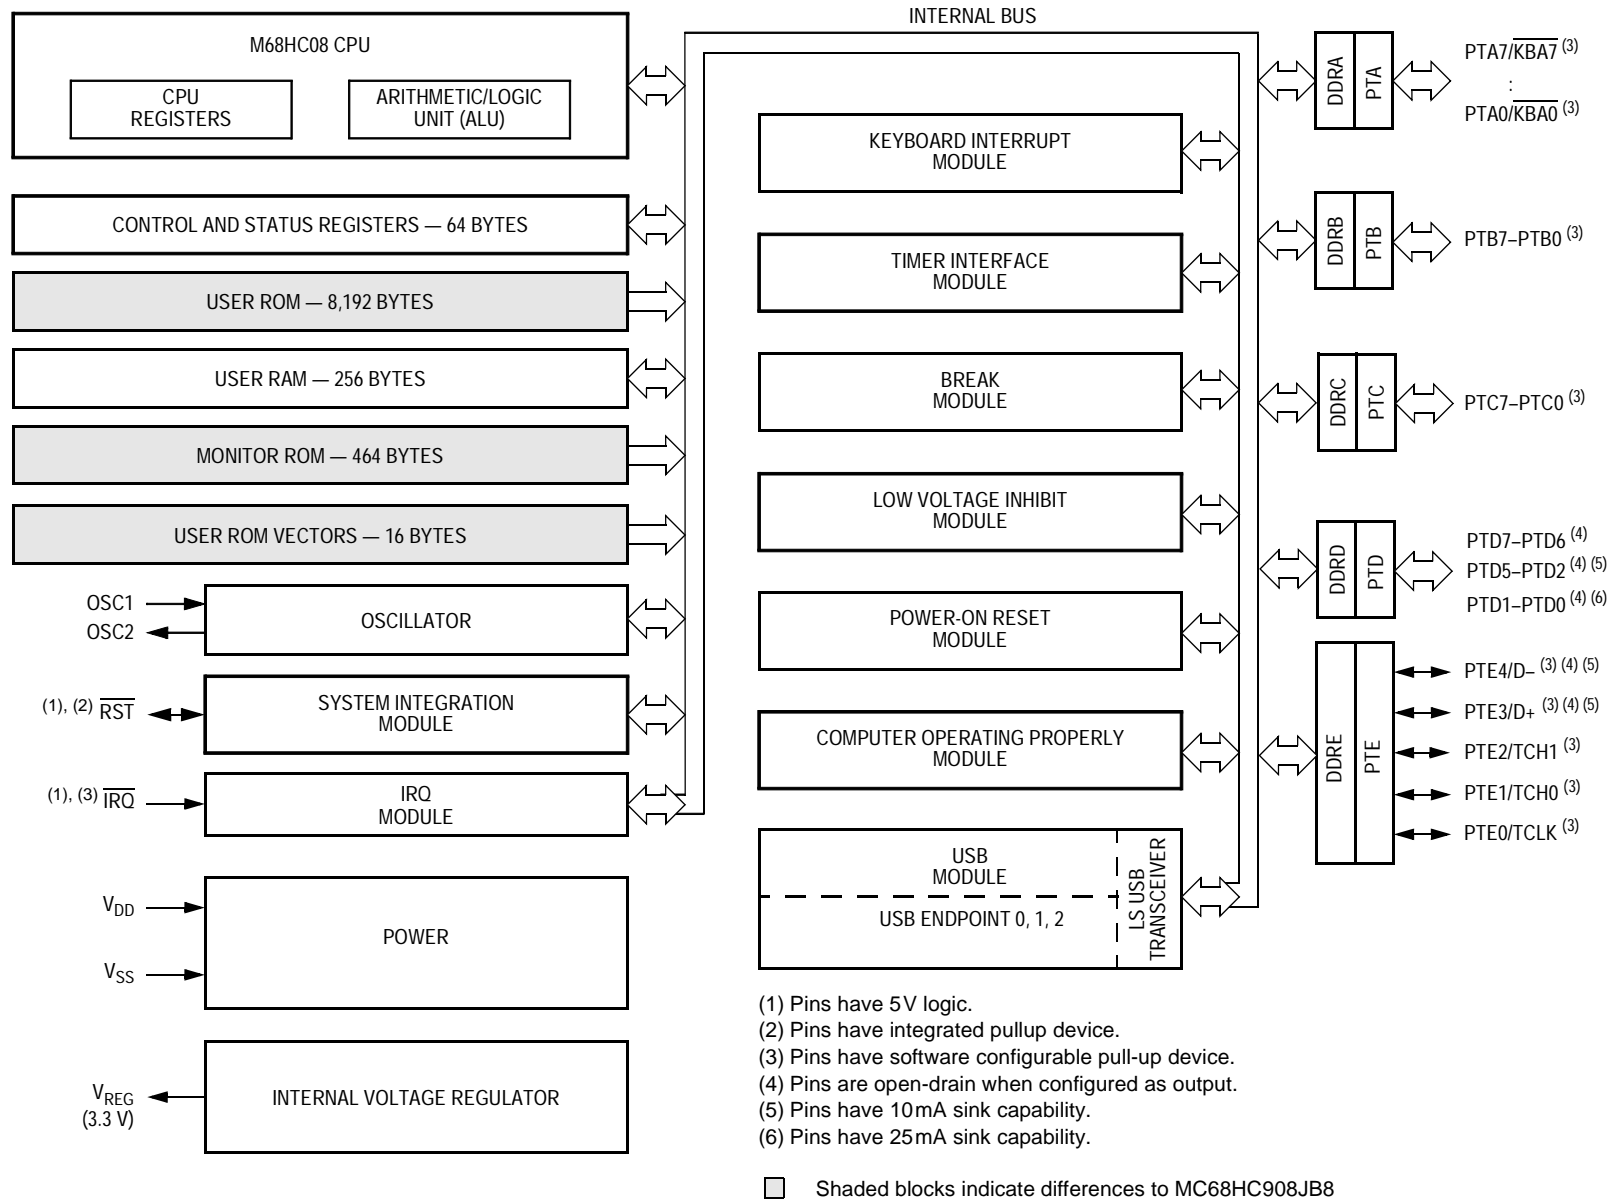 INTERNAL BUS
M68HC08 CPU
CPU
REGISTERS
ARITHMETIC/LOGIC
UNIT (ALU)
CONTROL AND STATUS REGISTERS — 64 BYTES
USER ROM — 8,192 BYTES
USER RAM — 256 BYTES
MONITOR ROM — 464 BYTES
USER ROM VECTORS — 16 BYTES
OSC1
OSC2
OSCILLATOR
(1), (2) RST
SYSTEM INTEGRATION
MODULE
(1), (3) IRQ
IRQ
MODULE
VDD
VSS
POWER
VREG
(3.3 V)
INTERNAL VOLTAGE REGULATOR
KEYBOARD INTERRUPT
MODULE
TIMER INTERFACE
MODULE
BREAK
MODULE
LOW VOLTAGE INHIBIT
MODULE
POWER-ON RESET
MODULE
COMPUTER OPERATING PROPERLY
MODULE
USB
MODULE
USB ENDPOINT 0, 1, 2
LS USB
TRANSCEIVER
DDRA
PTA
PTA7/KBA7 (3)
:
PTA0/KBA0 (3)
DDRB
PTB
PTB7–PTB0 (3)
DDRC
PTC
PTC7–PTC0 (3)
DDRD
PTD
PTD7–PTD6 (4)
PTD5–PTD2 (4) (5)
PTD1–PTD0 (4) (6)
DDRE
PTE
PTE4/D– (3) (4) (5)
PTE3/D+ (3) (4) (5)
PTE2/TCH1 (3)
PTE1/TCH0 (3)
PTE0/TCLK (3)
(1) Pins have 5V logic.
(2) Pins have integrated pullup device.
(3) Pins have software configurable pull-up device.
(4) Pins are open-drain when configured as output.
(5) Pins have 10mA sink capability.
(6) Pins have 25mA sink capability.
Shaded blocks indicate differences to MC68HC908JB8